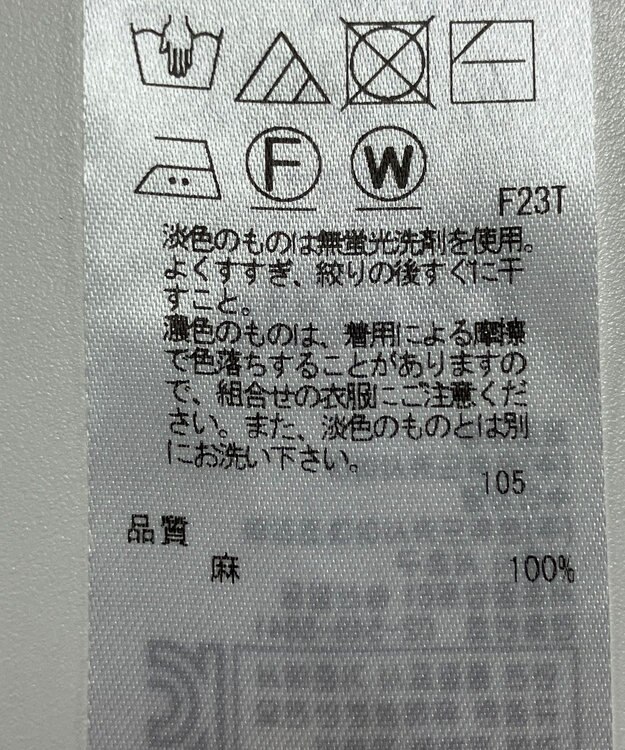 F W
F23T
淡色のものは無蛍光洗剤を使用。
よくすすぎ、絞りの後すぐに干
すこと。
濃色のものは、着用による摩擦
で色落ちすることがありますの
で、組合せの衣服にご注意くだ
さい。また、淡色のものとは別
にお洗い下さい。
105
品質
麻 100%